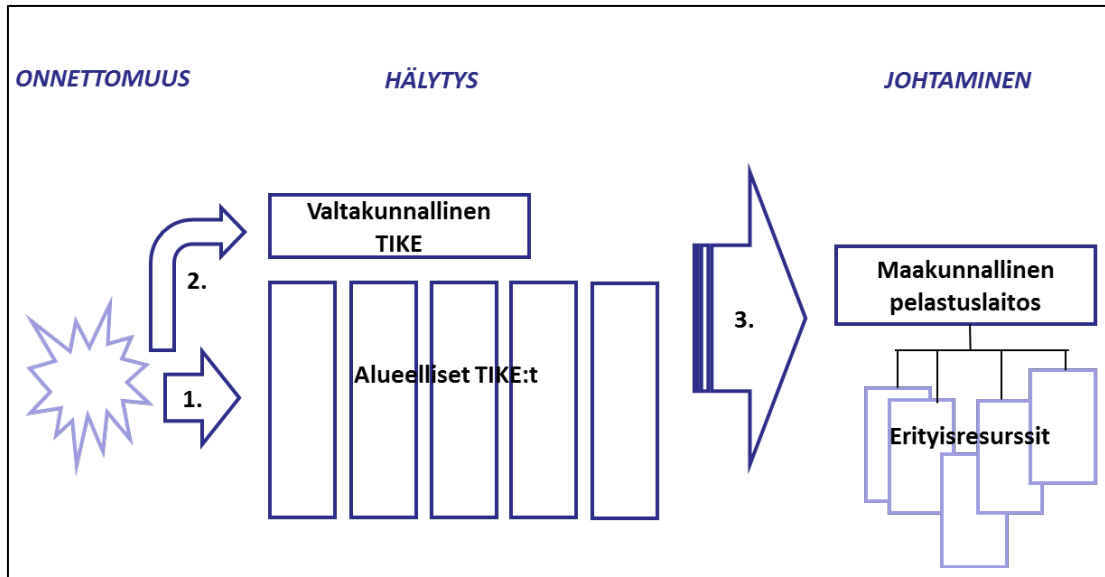 ONNETTOMUUS
HÄLYTYS
JOHTAMINEN
Valtakunnallinen
TIKE
2.
1.
Alueelliset TIKE:t
3.
Maakunnallinen
pelastuslaitos
Erityisresurssit